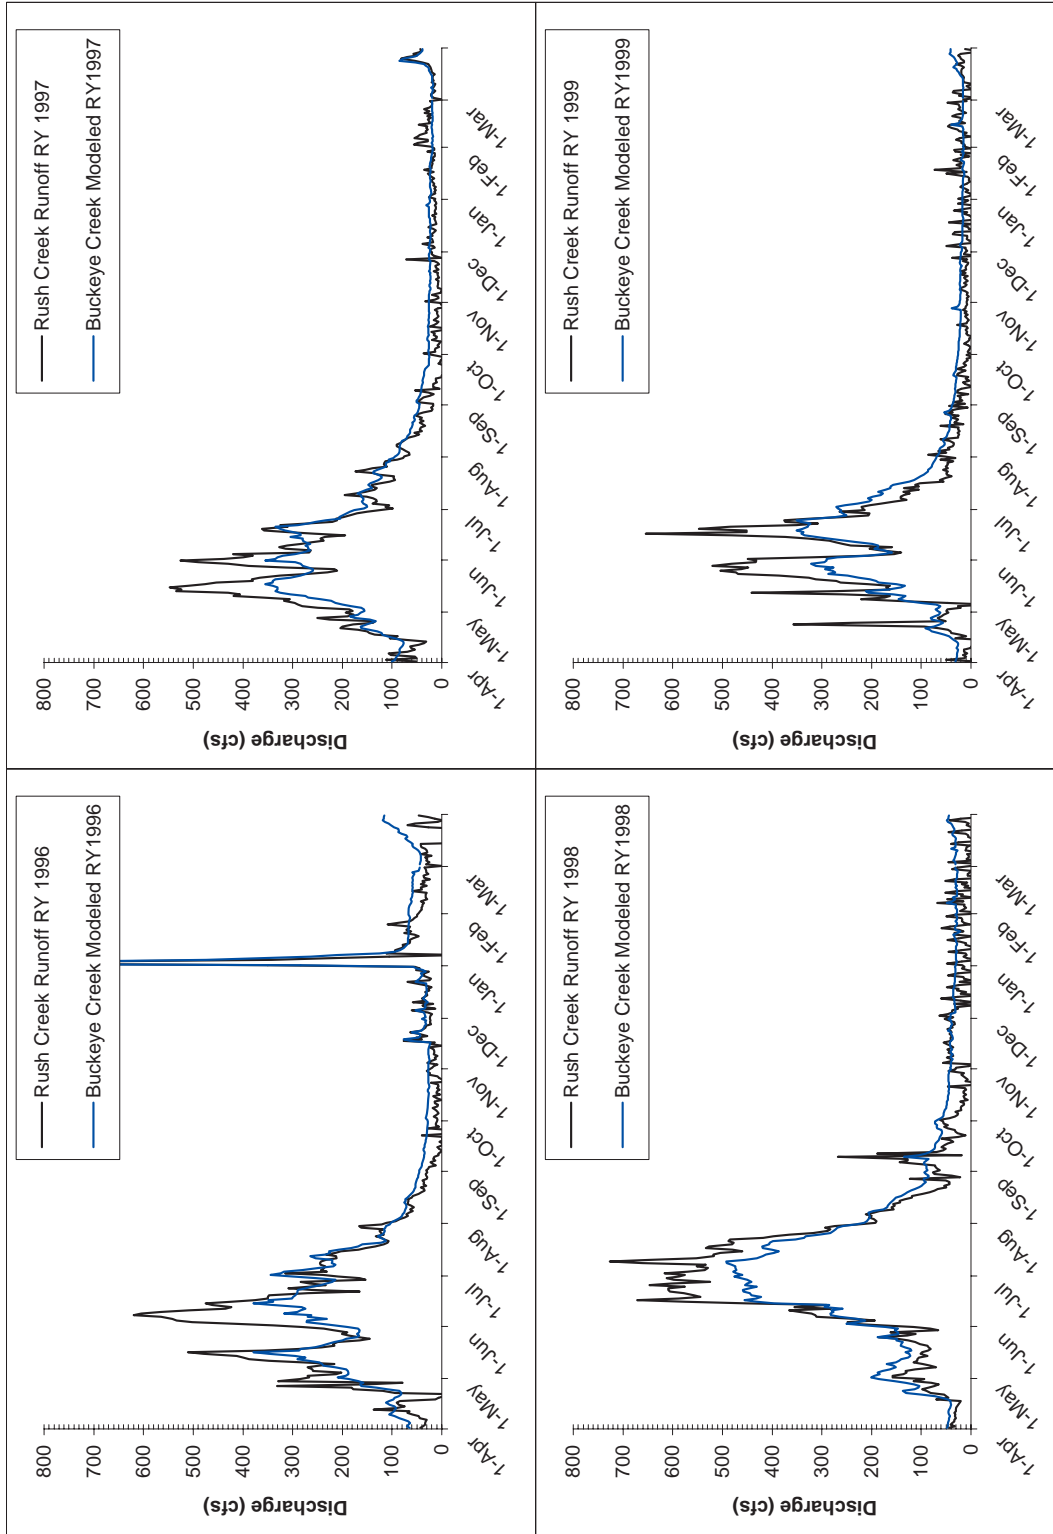 Rush Creek Runoff RY 1996
Buckeye Creek Modeled RY1996
Discharge (cfs)
800
700
600
500
400
300
200
100
0
1-Apr
1-May
1-Jun
1-Jul
1-Aug
1-Sep
1-Oct
1-Nov
1-Dec
1-Jan
1-Feb
1-Mar
Rush Creek Runoff RY 1997
Buckeye Creek Modeled RY1997
Discharge (cfs)
800
700
600
500
400
300
200
100
0
1-Apr
1-May
1-Jun
1-Jul
1-Aug
1-Sep
1-Oct
1-Nov
1-Dec
1-Jan
1-Feb
1-Mar
Rush Creek Runoff RY 1998
Buckeye Creek Modeled RY1998
Discharge (cfs)
800
700
600
500
400
300
200
100
0
1-Apr
1-May
1-Jun
1-Jul
1-Aug
1-Sep
1-Oct
1-Nov
1-Dec
1-Jan
1-Feb
1-Mar
Rush Creek Runoff RY 1999
Buckeye Creek Modeled RY1999
Discharge (cfs)
800
700
600
500
400
300
200
100
0
1-Apr
1-May
1-Jun
1-Jul
1-Aug
1-Sep
1-Oct
1-Nov
1-Dec
1-Jan
1-Feb
1-Mar